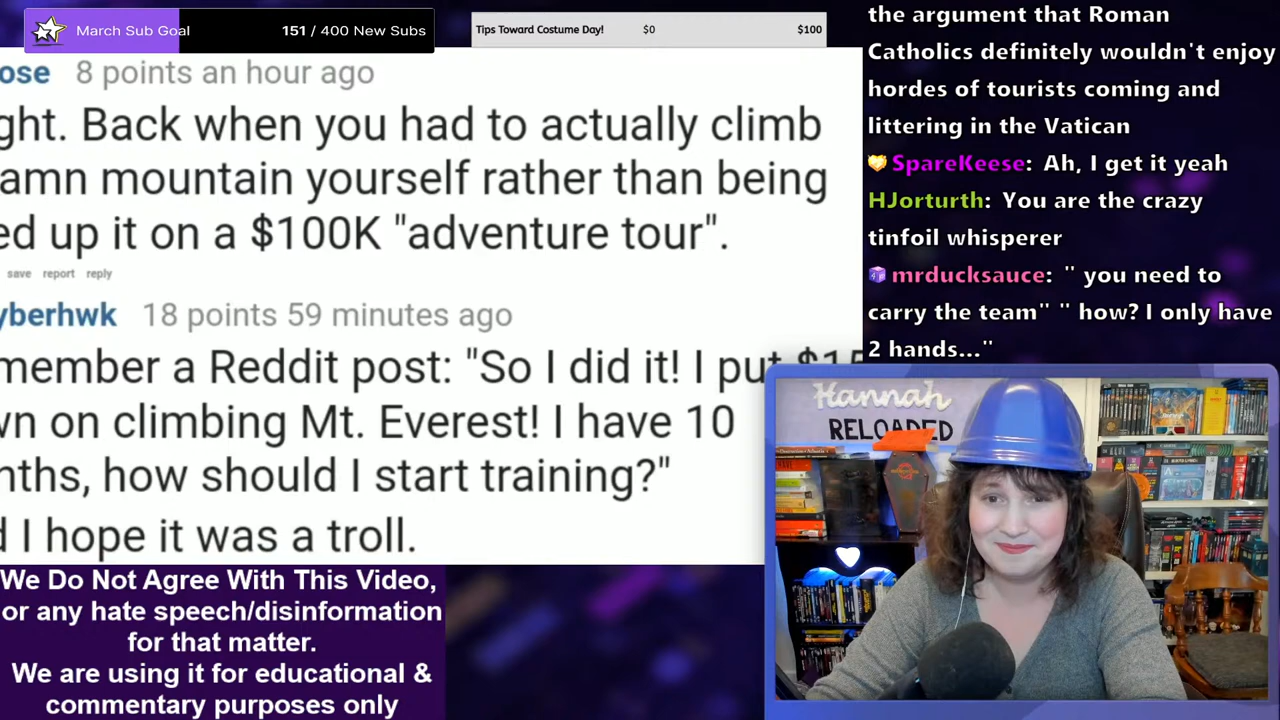 March Sub Goal
151 / 400 New Subs
Tips Toward Costume Day!
$0
$100
ose 8 points an hour ago
ght. Back when you had to actually climb
amn mountain yourself rather than being
ed up it on a $100K "adventure tour".
save report reply
yberhwk 18 points 59 minutes ago
member a Reddit post: "So I did it! I put
wn on climbing Mt. Everest! I have 10
nths, how should I start training?"
d I hope it was a troll.
We Do Not Agree With This Video,
or any hate speech/disinformation
for that matter.
We are using it for educational &
commentary purposes only
the argument that Roman
Catholics definitely wouldn't enjoy
hordes of tourists coming and
littering in the Vatican
SpareKeese: Ah, I get it yeah
HJorturth: You are the crazy
tinfoil whisperer
mrducksauce: " you need to
carry the team" " how? I only have
2 hands..."
Hannah
RELOADED